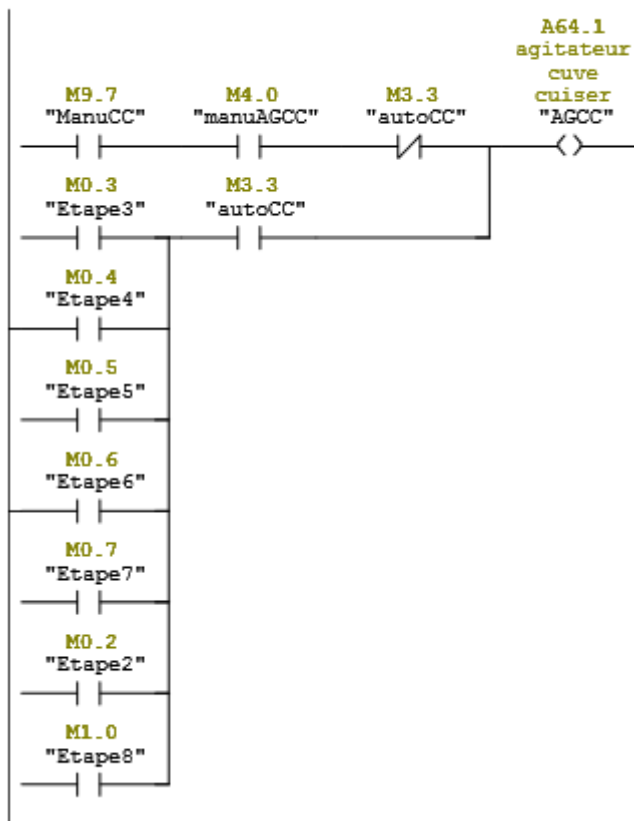 A64.1
agitateur
cuve
cuiser
M9.7 M4.0 M3.3
"ManuCC" "manuAGCC" "autoCC" "AGCC"
M0.3 M3.3
"Etape3" "autoCC"
M0.4
"Etape4"
M0.5
"Etape5"
M0.6
"Etape6"
M0.7
"Etape7"
M0.2
"Etape2"
M1.0
"Etape8"